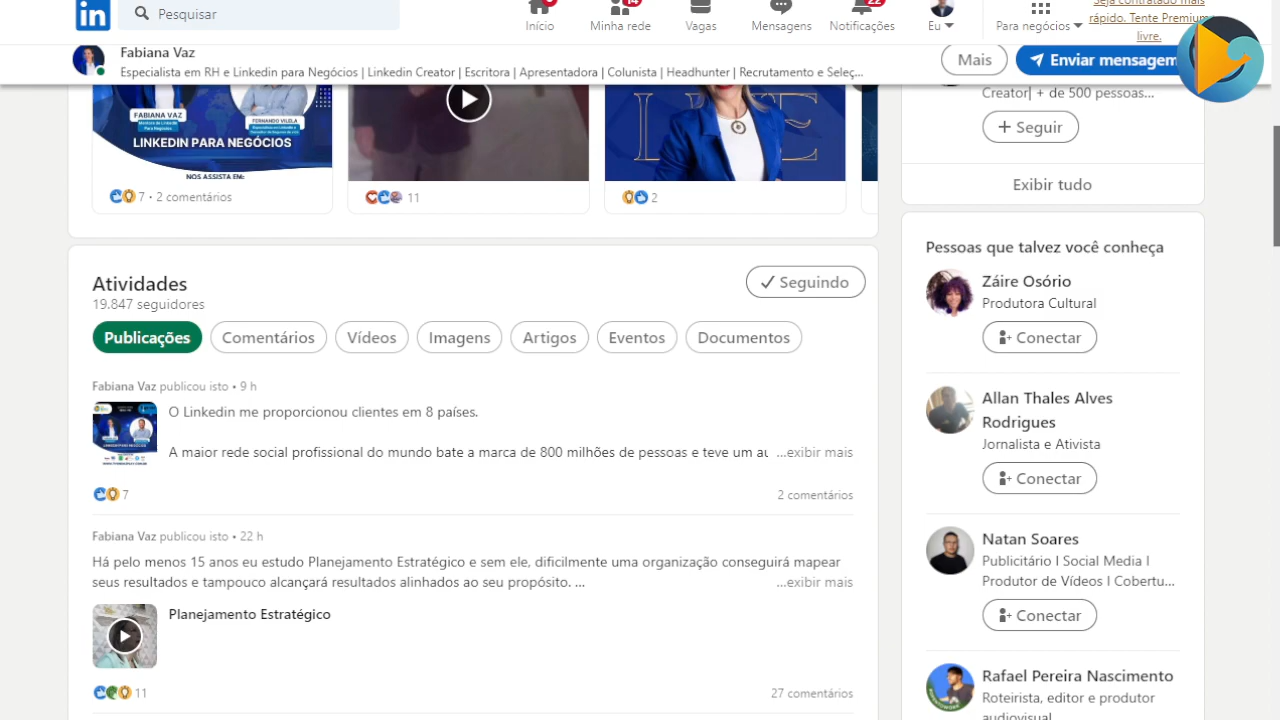 in
Pesquisar
Início
Minha rede
14
Vagas
Mensagens
Notificações
22
Eu
Para negócios
Seja contratado mais
rápido. Tente Premium
livre.
Fabiana Vaz
Especialista em RH e Linkedin para Negócios | Linkedin Creator | Escritora | Apresentadora | Colunista | Headhunter | Recrutamento e Seleç...
Mais
Enviar mensagem
FABIANA VAZ
FERNANDO VILELA
LINKEDIN PARA NEGÓCIOS
NOS ASSISTA EM:
7 • 2 comentários
11
2
Creator| + de 500 pessoas...
+ Seguir
Exibir tudo
Atividades
19.847 seguidores
Seguindo
Publicações
Comentários
Vídeos
Imagens
Artigos
Eventos
Documentos
Fabiana Vaz publicou isto • 9 h
O Linkedin me proporcionou clientes em 8 países.
A maior rede social profissional do mundo bate a marca de 800 milhões de pessoas e teve um au ...exibir mais
7
2 comentários
Fabiana Vaz publicou isto • 22 h
Há pelo menos 15 anos eu estudo Planejamento Estratégico e sem ele, dificilmente uma organização conseguirá mapear
seus resultados e tampouco alcançará resultados alinhados ao seu propósito. ... ...exibir mais
Planejamento Estratégico
11
27 comentários
Pessoas que talvez você conheça
Záire Osório
Produtora Cultural
Conectar
Allan Thales Alves
Rodrigues
Jornalista e Ativista
Conectar
Natan Soares
Publicitário I Social Media I
Produtor de Vídeos I Cobertu...
Conectar
Rafael Pereira Nascimento
Roteirista, editor e produtor
audiovisual